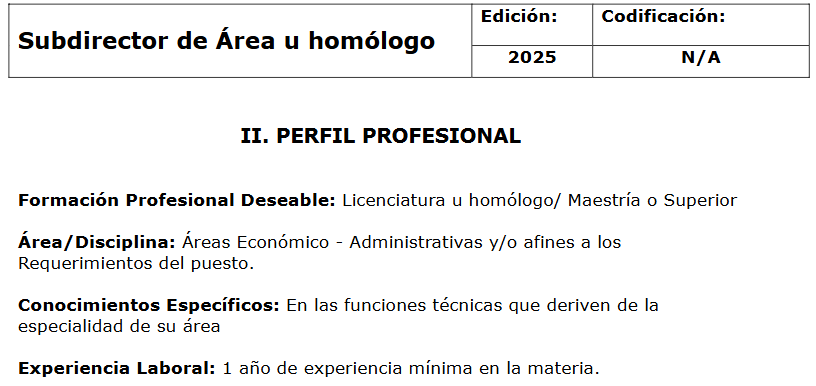 Subdirector de Área u homólogo
Edición:
Codificación:
2025
N/A
II. PERFIL PROFESIONAL
Formación Profesional Deseable: Licenciatura u homólogo/ Maestría o Superior
Área/Disciplina: Áreas Económico - Administrativas y/o afines a los
Requerimientos del puesto.
Conocimientos Específicos: En las funciones técnicas que deriven de la
especialidad de su área
Experiencia Laboral: 1 año de experiencia mínima en la materia.